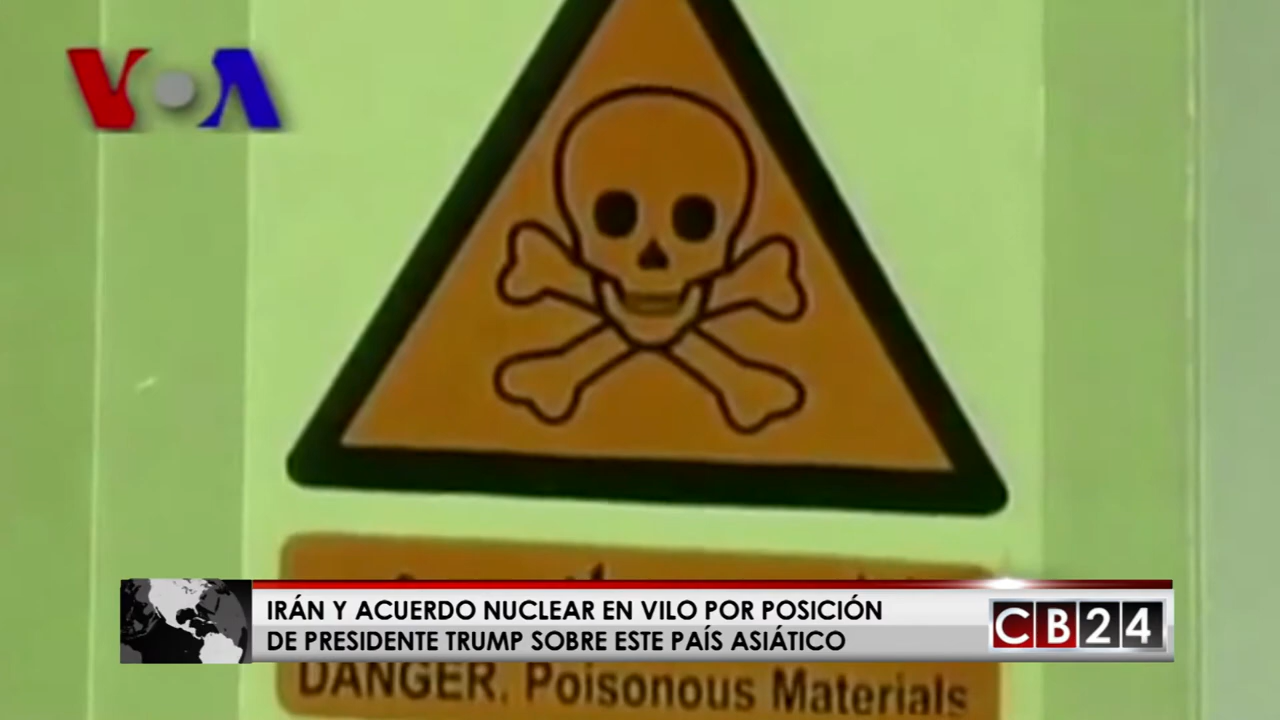 VOA
IRÁN Y ACUERDO NUCLEAR EN VILO POR POSICIÓN
DE PRESIDENTE TRUMP SOBRE ESTE PAÍS ASIÁTICO
CB24
DANGER. Poisonous Materials